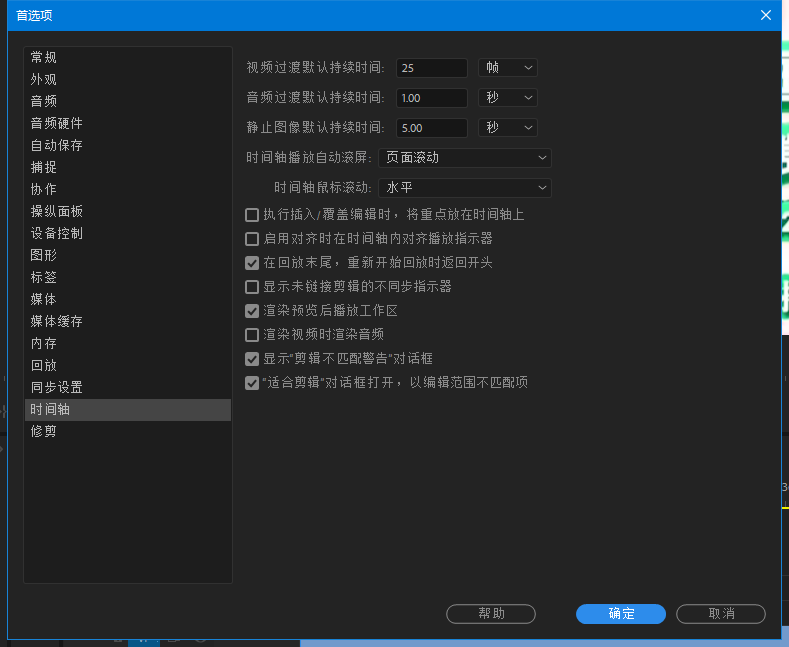 首选项
常规
外观
音频
音频硬件
自动保存
捕捉
协作
操纵面板
设备控制
图形
标签
媒体
媒体缓存
内存
回放
同步设置
时间轴
修剪
视频过渡默认持续时间: 25 帧
音频过渡默认持续时间: 1.00 秒
静止图像默认持续时间: 5.00 秒
时间轴播放自动滚屏: 页面滚动
时间轴鼠标滚动: 水平
执行插入/覆盖编辑时，将重点放在时间轴上
启用对齐时在时间轴内对齐播放指示器
在回放末尾，重新开始回放时返回开头
显示未链接剪辑的不同步指示器
渲染预览后播放工作区
渲染视频时渲染音频
显示"剪辑不匹配警告"对话框
"适合剪辑"对话框打开，以编辑范围不匹配项
帮助 确定 取消